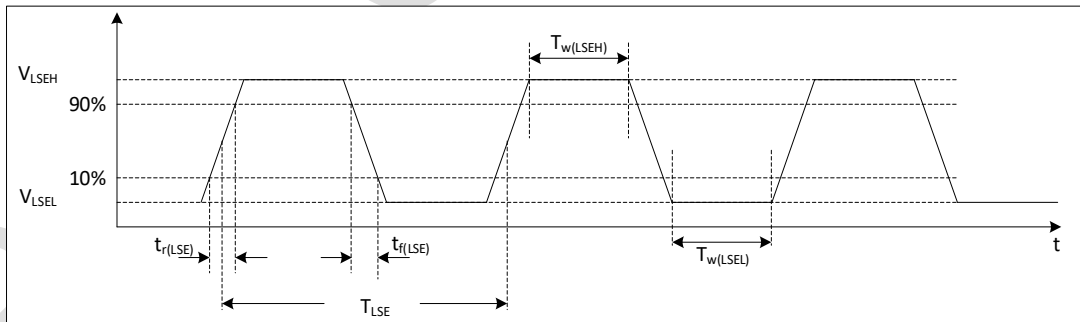 T_w(LSEH)
V_LSEH
90%
10%
V_LSEL
t_r(LSE)
t_f(LSE)
T_w(LSEL)
t
T_LSE